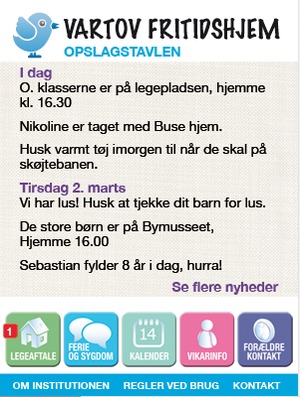 VARTOV FRITIDSHJEM
OPSLAGSTAVLEN
I dag
O. klasserne er på legepladsen, hjemme
kl. 16.30
Nikoline er taget med Buse hjem.
Husk varmt tøj imorgen til når de skal på
skøjtebanen.
Tirsdag 2. marts
Vi har lus! Husk at tjekke dit barn for lus.
De store børn er på Bymusseet,
Hjemme 16.00
Sebastian fylder 8 år i dag, hurra!
Se flere nyheder
1
LEGEAFTALE
FERIE
OG SYGDOM
14
KALENDER
VIKARINFO
FORÆLDRE
KONTAKT
OM INSTITUTIONEN REGLER VED BRUG KONTAKT